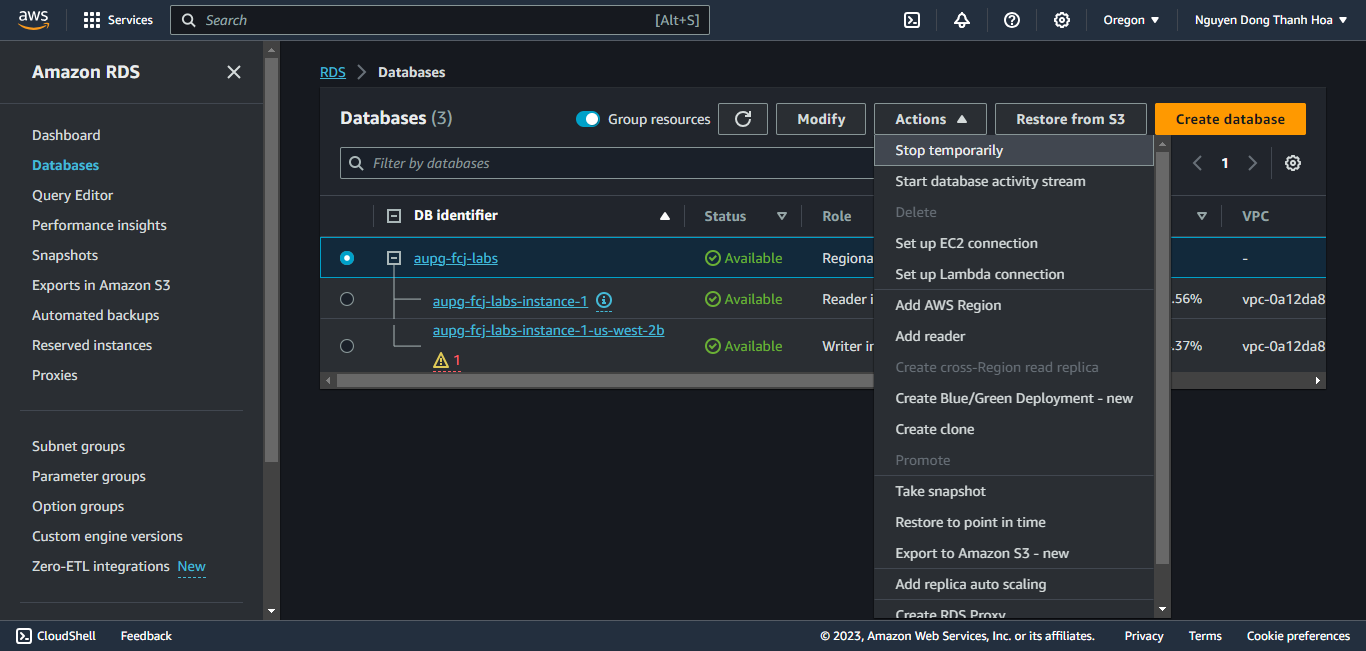 aws Services Search [Alt+S] Oregon Nguyen Dong Thanh Hoa
Amazon RDS
Dashboard
Databases
Query Editor
Performance insights
Snapshots
Exports in Amazon S3
Automated backups
Reserved instances
Proxies
Subnet groups
Parameter groups
Option groups
Custom engine versions
Zero-ETL integrations New
RDS Databases
Databases (3) Group resources Modify Actions Restore from S3 Create database
Filter by databases 1
DB identifier Status Role VPC
aupg-fcj-labs Available Regiona -
aupg-fcj-labs-instance-1 Available Reader i .56% vpc-0a12da8
aupg-fcj-labs-instance-1-us-west-2b
1 Available Writer in .37% vpc-0a12da8
Stop temporarily
Start database activity stream
Delete
Set up EC2 connection
Set up Lambda connection
Add AWS Region
Add reader
Create cross-Region read replica
Create Blue/Green Deployment - new
Create clone
Promote
Take snapshot
Restore to point in time
Export to Amazon S3 - new
Add replica auto scaling
Create RDS Proxy
CloudShell Feedback © 2023, Amazon Web Services, Inc. or its affiliates. Privacy Terms Cookie preferences